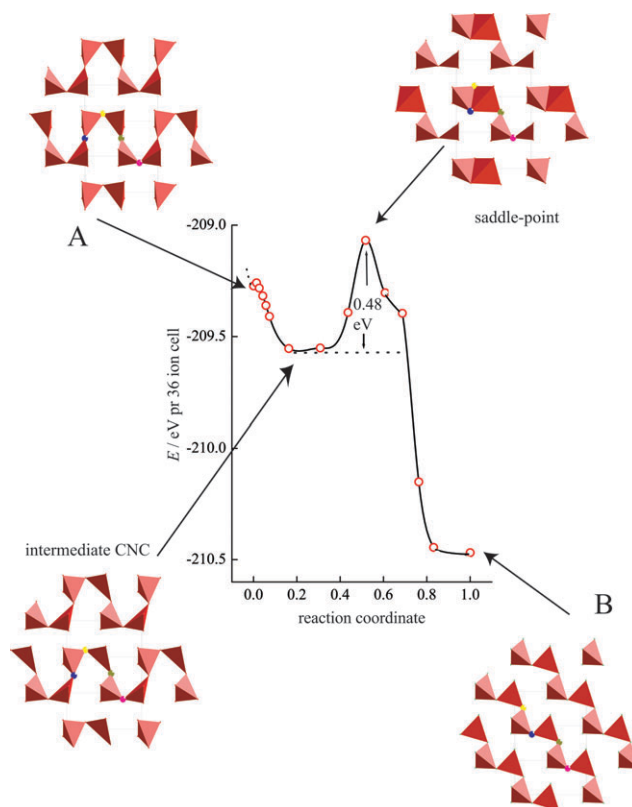 saddle-point
A
-209.0
-209.5
-210.0
-210.5
E / eV pr 36 ion cell
0.48
eV
0.0 0.2 0.4 0.6 0.8 1.0
reaction coordinate
intermediate CNC
B